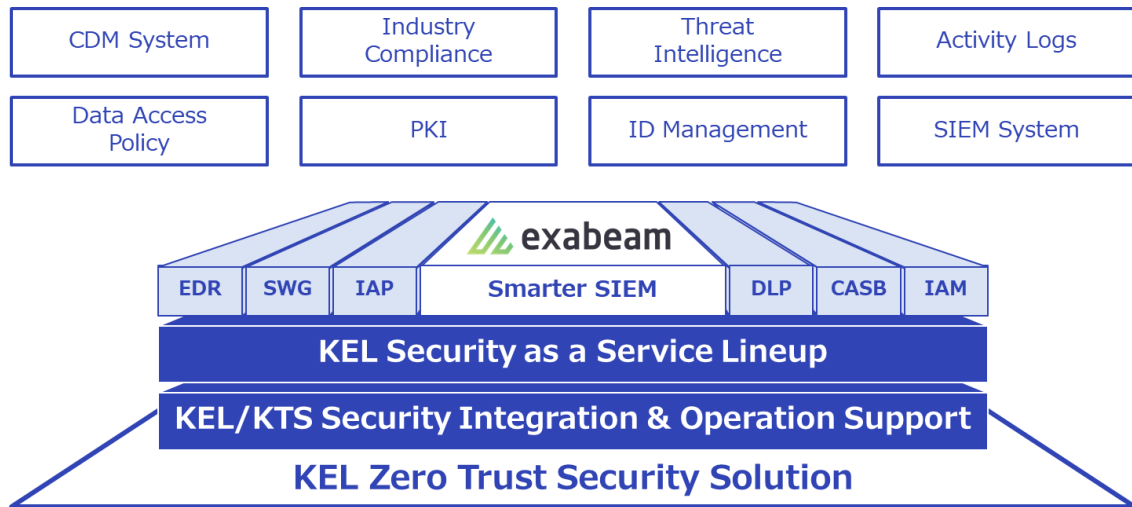 CDM System
Industry
Compliance
Threat
Intelligence
Activity Logs
Data Access
Policy
PKI
ID Management
SIEM System
exabeam
EDR
SWG
IAP
Smarter SIEM
DLP
CASB
IAM
KEL Security as a Service Lineup
KEL/KTS Security Integration & Operation Support
KEL Zero Trust Security Solution